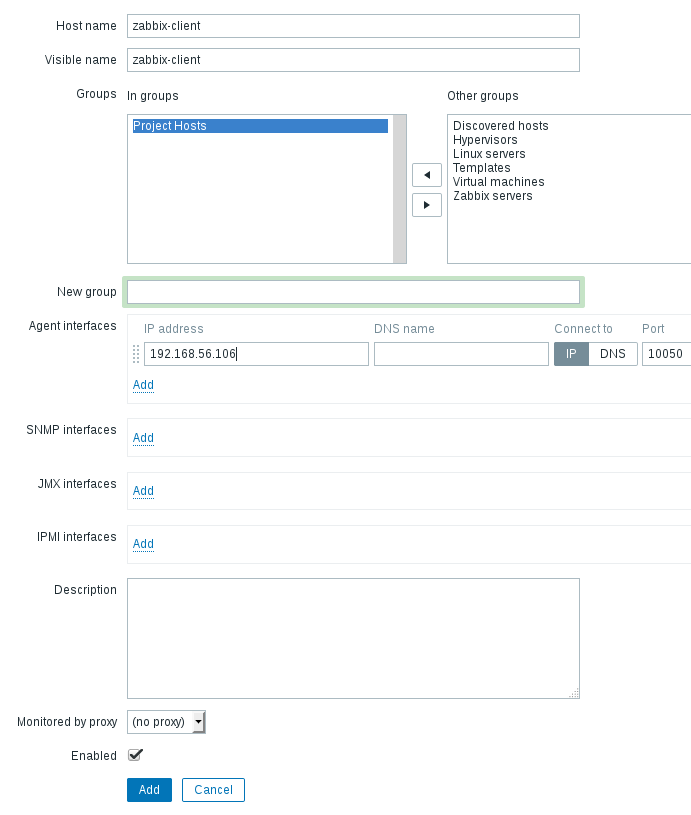 Host name zabbix-client
Visible name zabbix-client
Groups In groups Other groups
Project Hosts
Discovered hosts
Hypervisors
Linux servers
Templates
Virtual machines
Zabbix servers
New group
Agent interfaces IP address DNS name Connect to Port
192.168.56.106 IP DNS 10050
Add
SNMP interfaces Add
JMX interfaces Add
IPMI interfaces Add
Description
Monitored by proxy (no proxy)
Enabled
Add Cancel